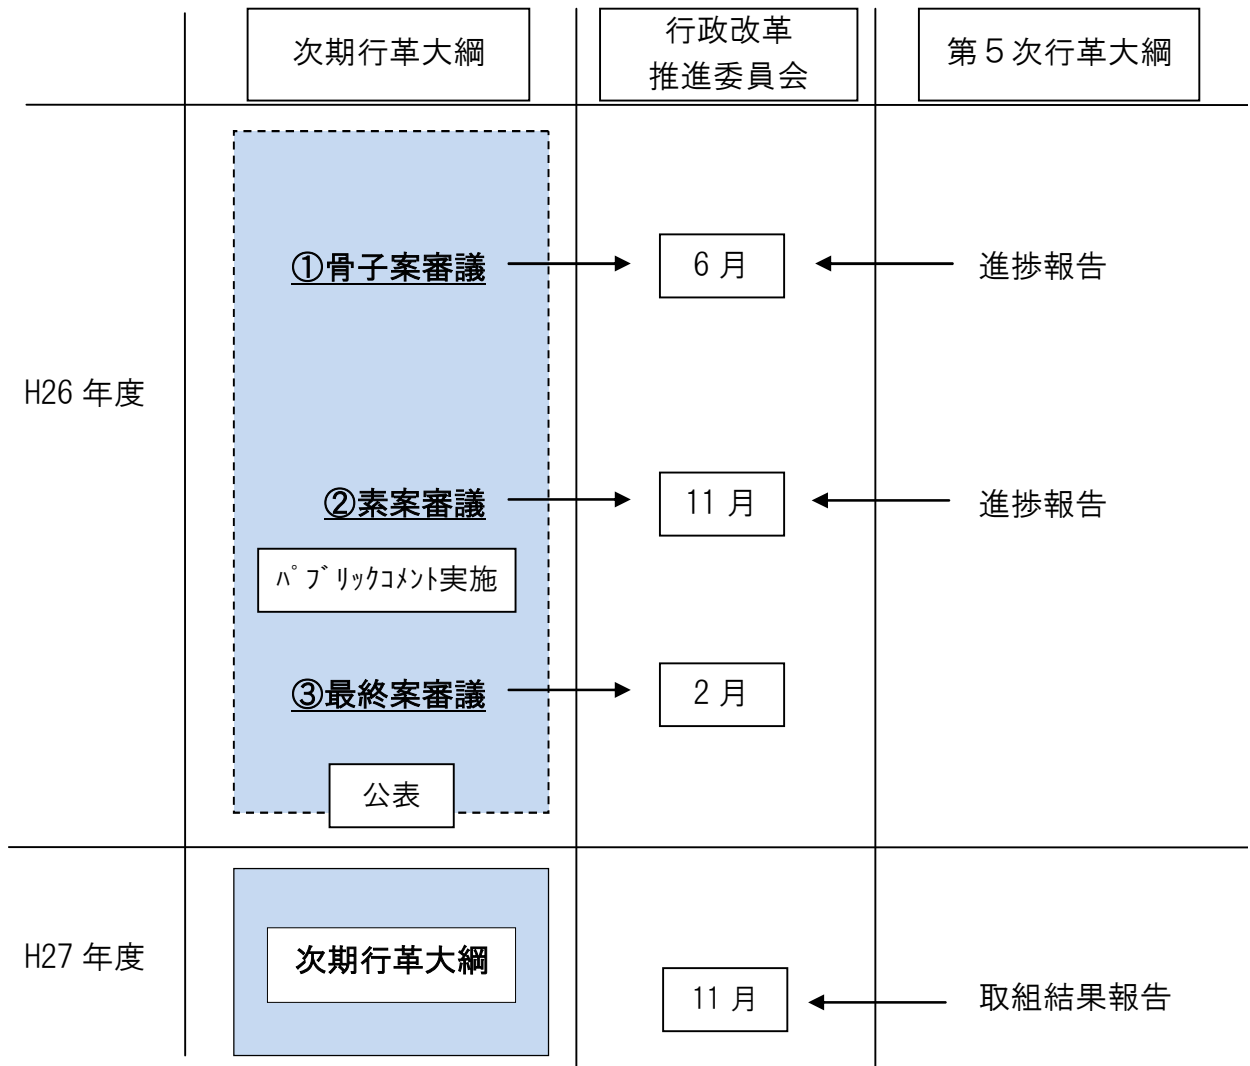 次期行革大綱
行政改革
推進委員会
第５次行革大綱
H26 年度
①骨子案審議
6 月
進捗報告
②素案審議
11 月
進捗報告
ﾊﾟﾌﾞﾘｯｸｺﾒﾝﾄ実施
③最終案審議
2 月
公表
H27 年度
次期行革大綱
11 月
取組結果報告